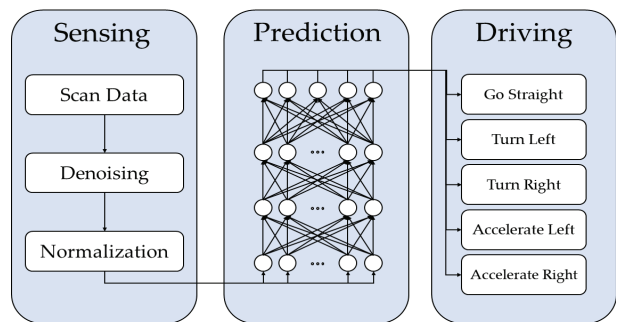 Sensing
Scan Data
Denoising
Normalization
Prediction
Driving
Go Straight
Turn Left
Turn Right
Accelerate Left
Accelerate Right